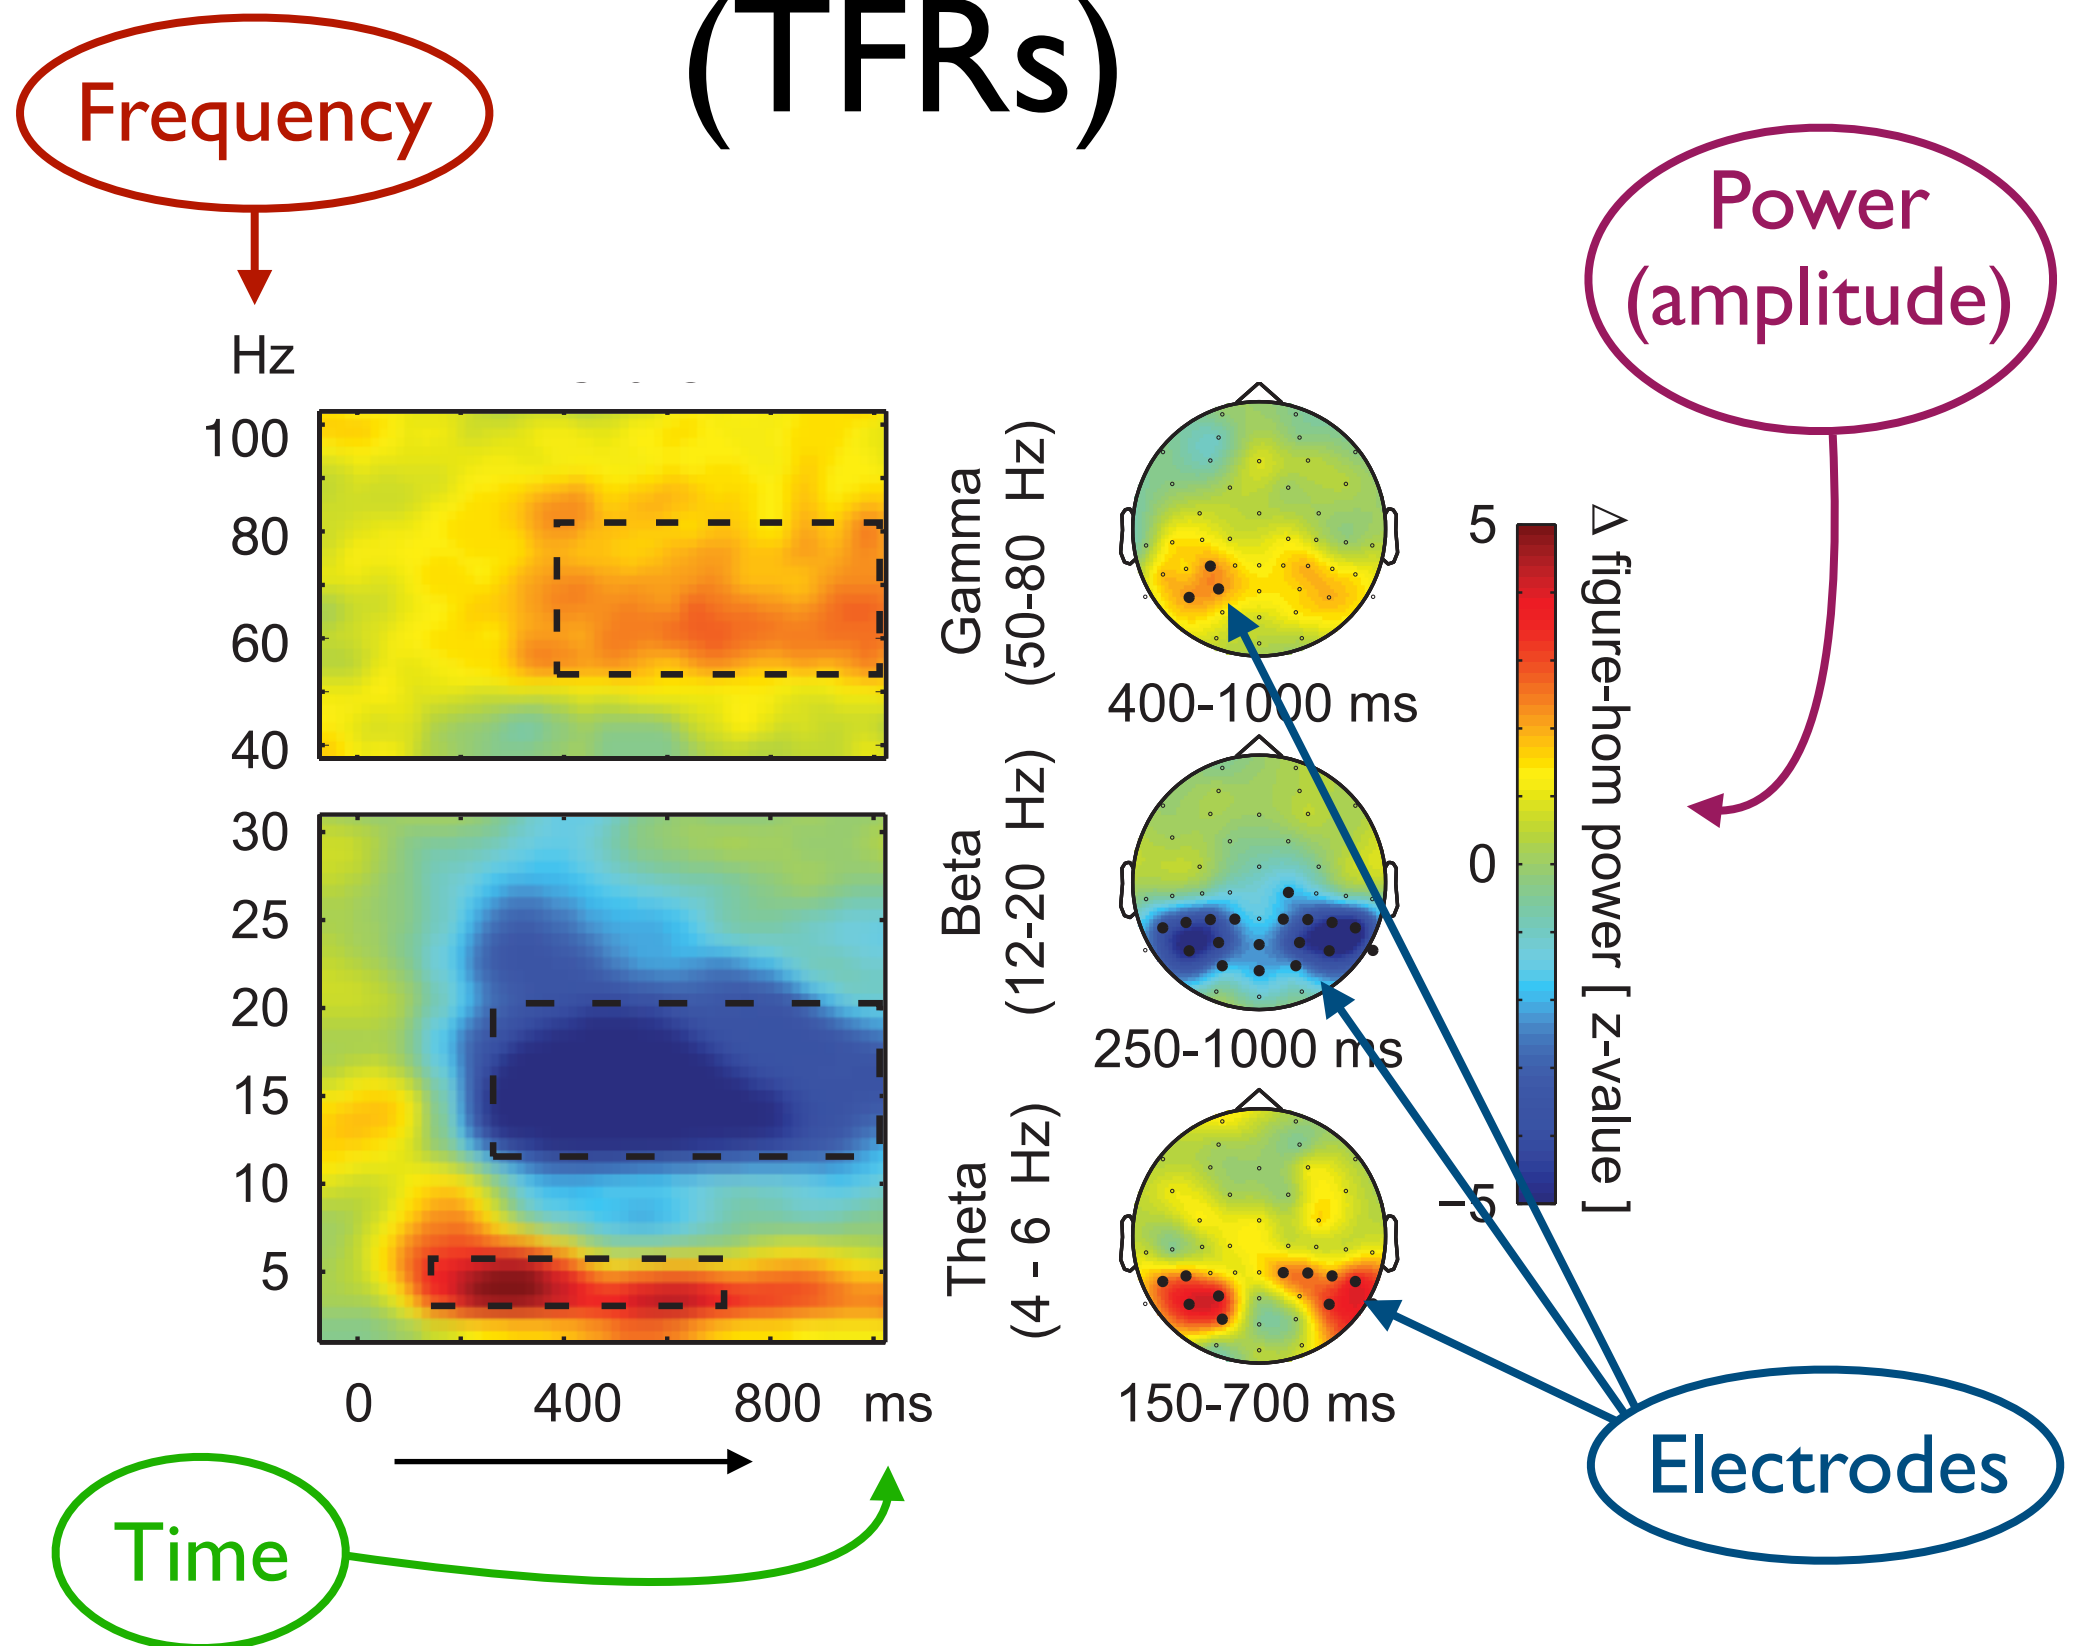 (TFRs)
Frequency
Power
(amplitude)
Hz
100
80
60
40
Gamma
(50-80 Hz)
400-1000 ms
30
25
20
15
10
5
Beta
(12-20 Hz)
250-1000 ms
Theta
(4 - 6 Hz)
150-700 ms
5
0
−5
Δ figure-hom power [ z-value ]
0 400 800 ms
Time
Electrodes